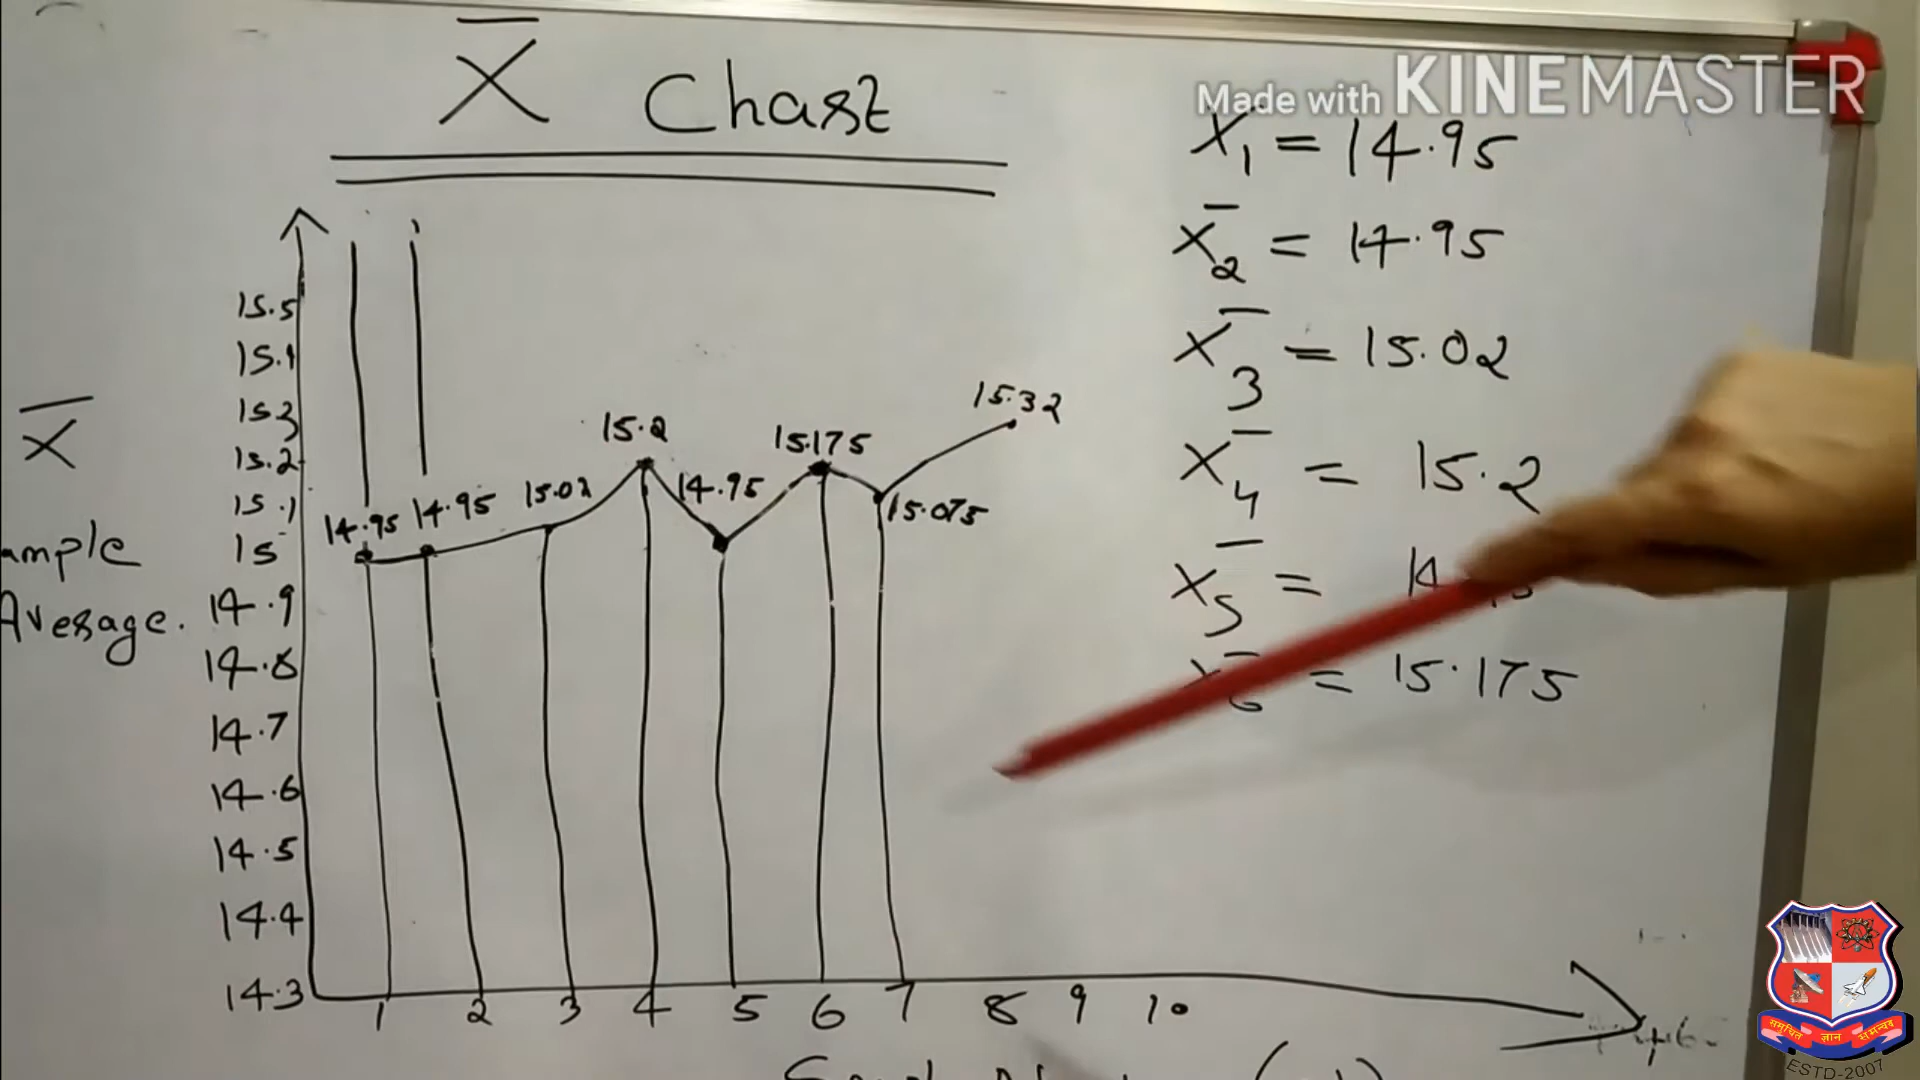 X̄ Chart
Made with KINEMASTER
X̄1 = 14.95
X̄2 = 14.95
X̄3 = 15.02
X̄4 = 15.2
X̄5 =
X̄6 = 15.175
15.5
15.4
15.3
15.2
15.1
15
14.9
14.8
14.7
14.6
14.5
14.4
14.3
X̄
ample
Average.
14.95
14.95
15.02
15.2
14.95
15.175
15.075
15.32
1 2 3 4 5 6 7 8 9 10
समुचित ज्ञान समन्वय
ESTD-2007